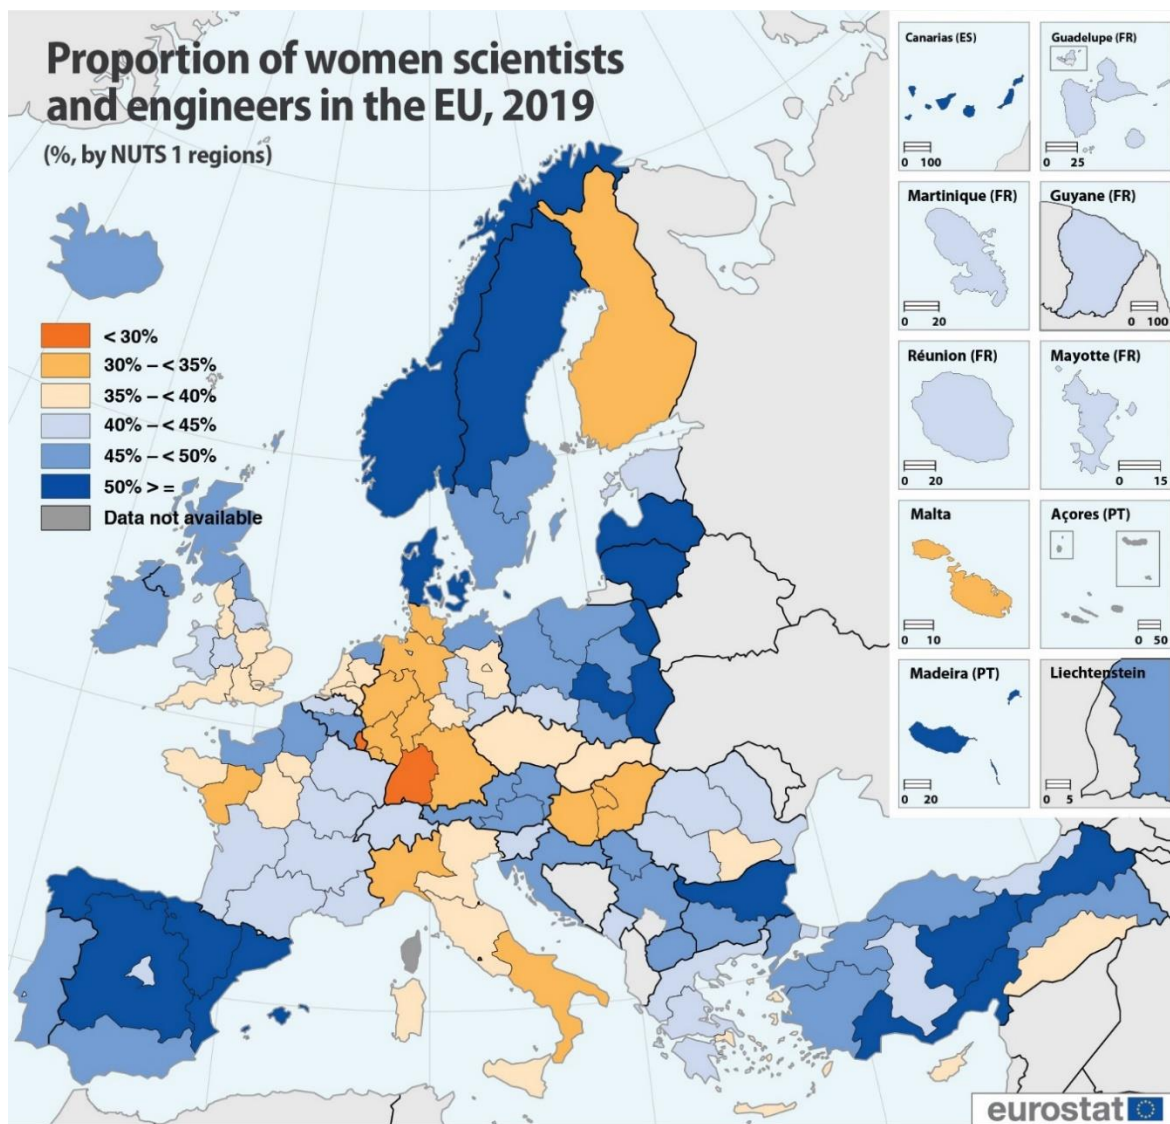 Proportion of women scientists
and engineers in the EU, 2019
(%, by NUTS 1 regions)
< 30%
30% – < 35%
35% – < 40%
40% – < 45%
45% – < 50%
50% > =
Data not available
Canarias (ES)
0 100
Guadelupe (FR)
0 25
Martinique (FR)
0 20
Guyane (FR)
0 100
Réunion (FR)
0 20
Mayotte (FR)
0 15
Malta
0 10
Açores (PT)
0 50
Madeira (PT)
0 20
Liechtenstein
0 5
eurostat